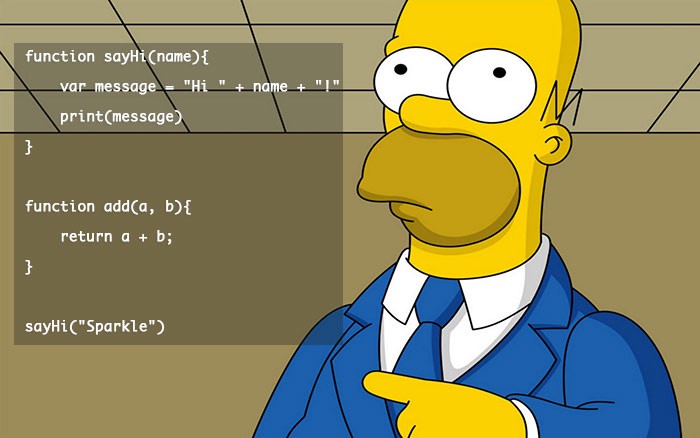 function sayHi(name){
    var message = "Hi " + name + "!"
    print(message)
}

function add(a, b){
    return a + b;
}

sayHi("Sparkle")